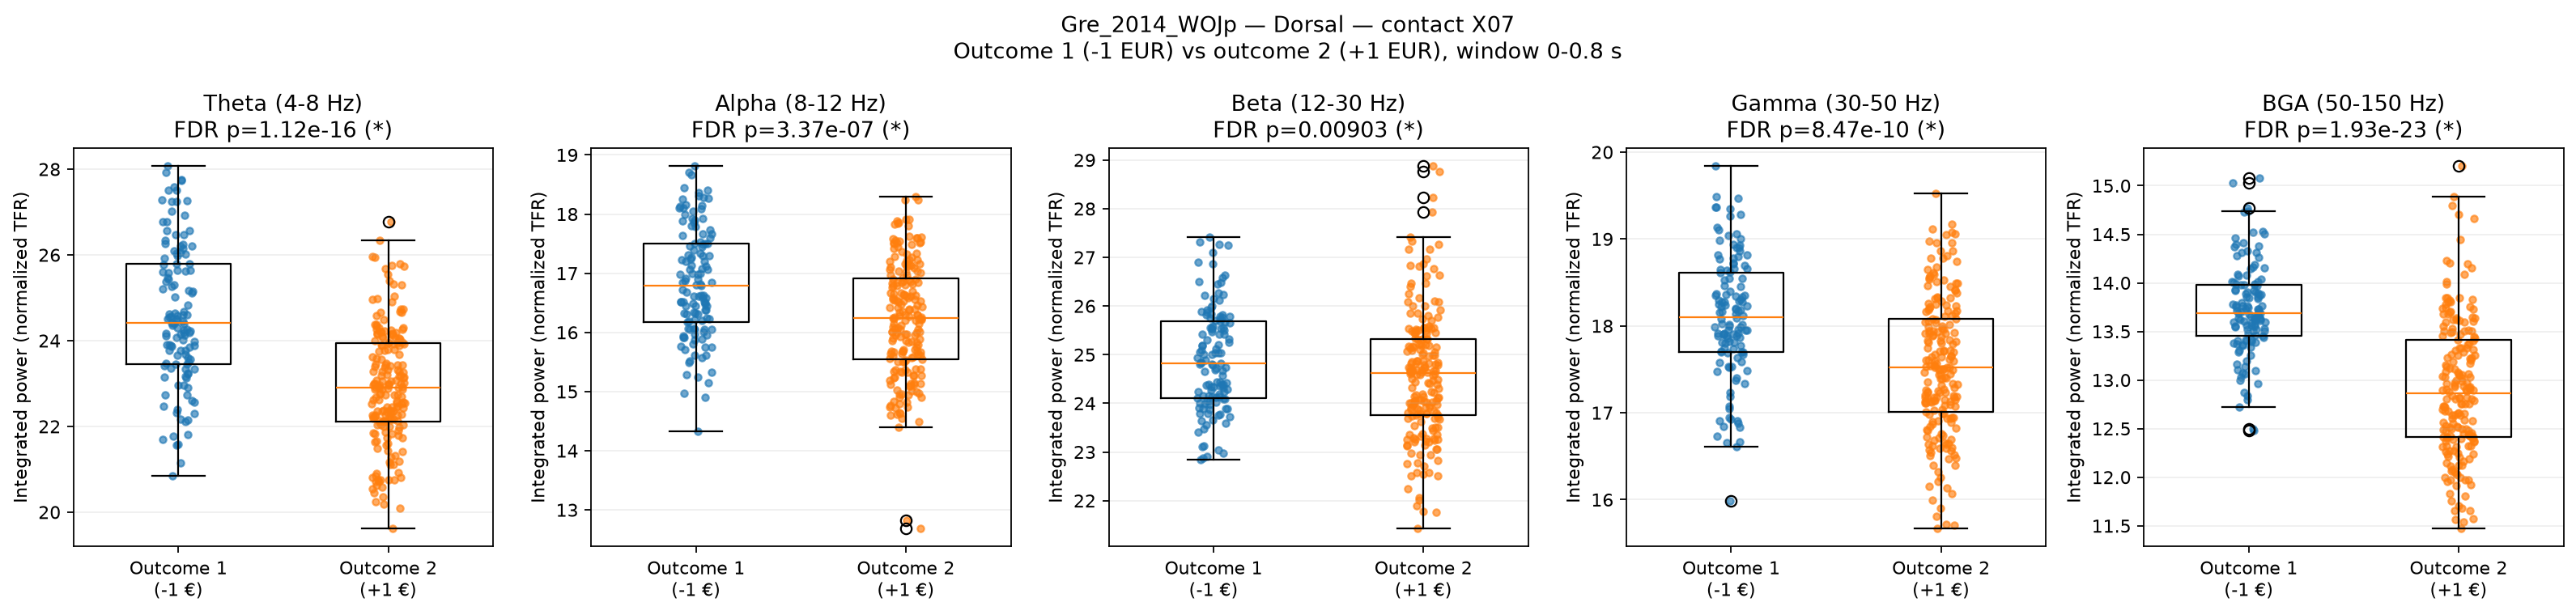 Gre_2014_WOJp — Dorsal — contact X07
Outcome 1 (-1 EUR) vs outcome 2 (+1 EUR), window 0-0.8 s
Theta (4-8 Hz)
FDR p=1.12e-16 (*)
Integrated power (normalized TFR)
28
26
24
22
20
Outcome 1
(-1 €)
Outcome 2
(+1 €)
Alpha (8-12 Hz)
FDR p=3.37e-07 (*)
Integrated power (normalized TFR)
19
18
17
16
15
14
13
Outcome 1
(-1 €)
Outcome 2
(+1 €)
Beta (12-30 Hz)
FDR p=0.00903 (*)
Integrated power (normalized TFR)
29
28
27
26
25
24
23
22
Outcome 1
(-1 €)
Outcome 2
(+1 €)
Gamma (30-50 Hz)
FDR p=8.47e-10 (*)
Integrated power (normalized TFR)
20
19
18
17
16
Outcome 1
(-1 €)
Outcome 2
(+1 €)
BGA (50-150 Hz)
FDR p=1.93e-23 (*)
Integrated power (normalized TFR)
15.0
14.5
14.0
13.5
13.0
12.5
12.0
11.5
Outcome 1
(-1 €)
Outcome 2
(+1 €)